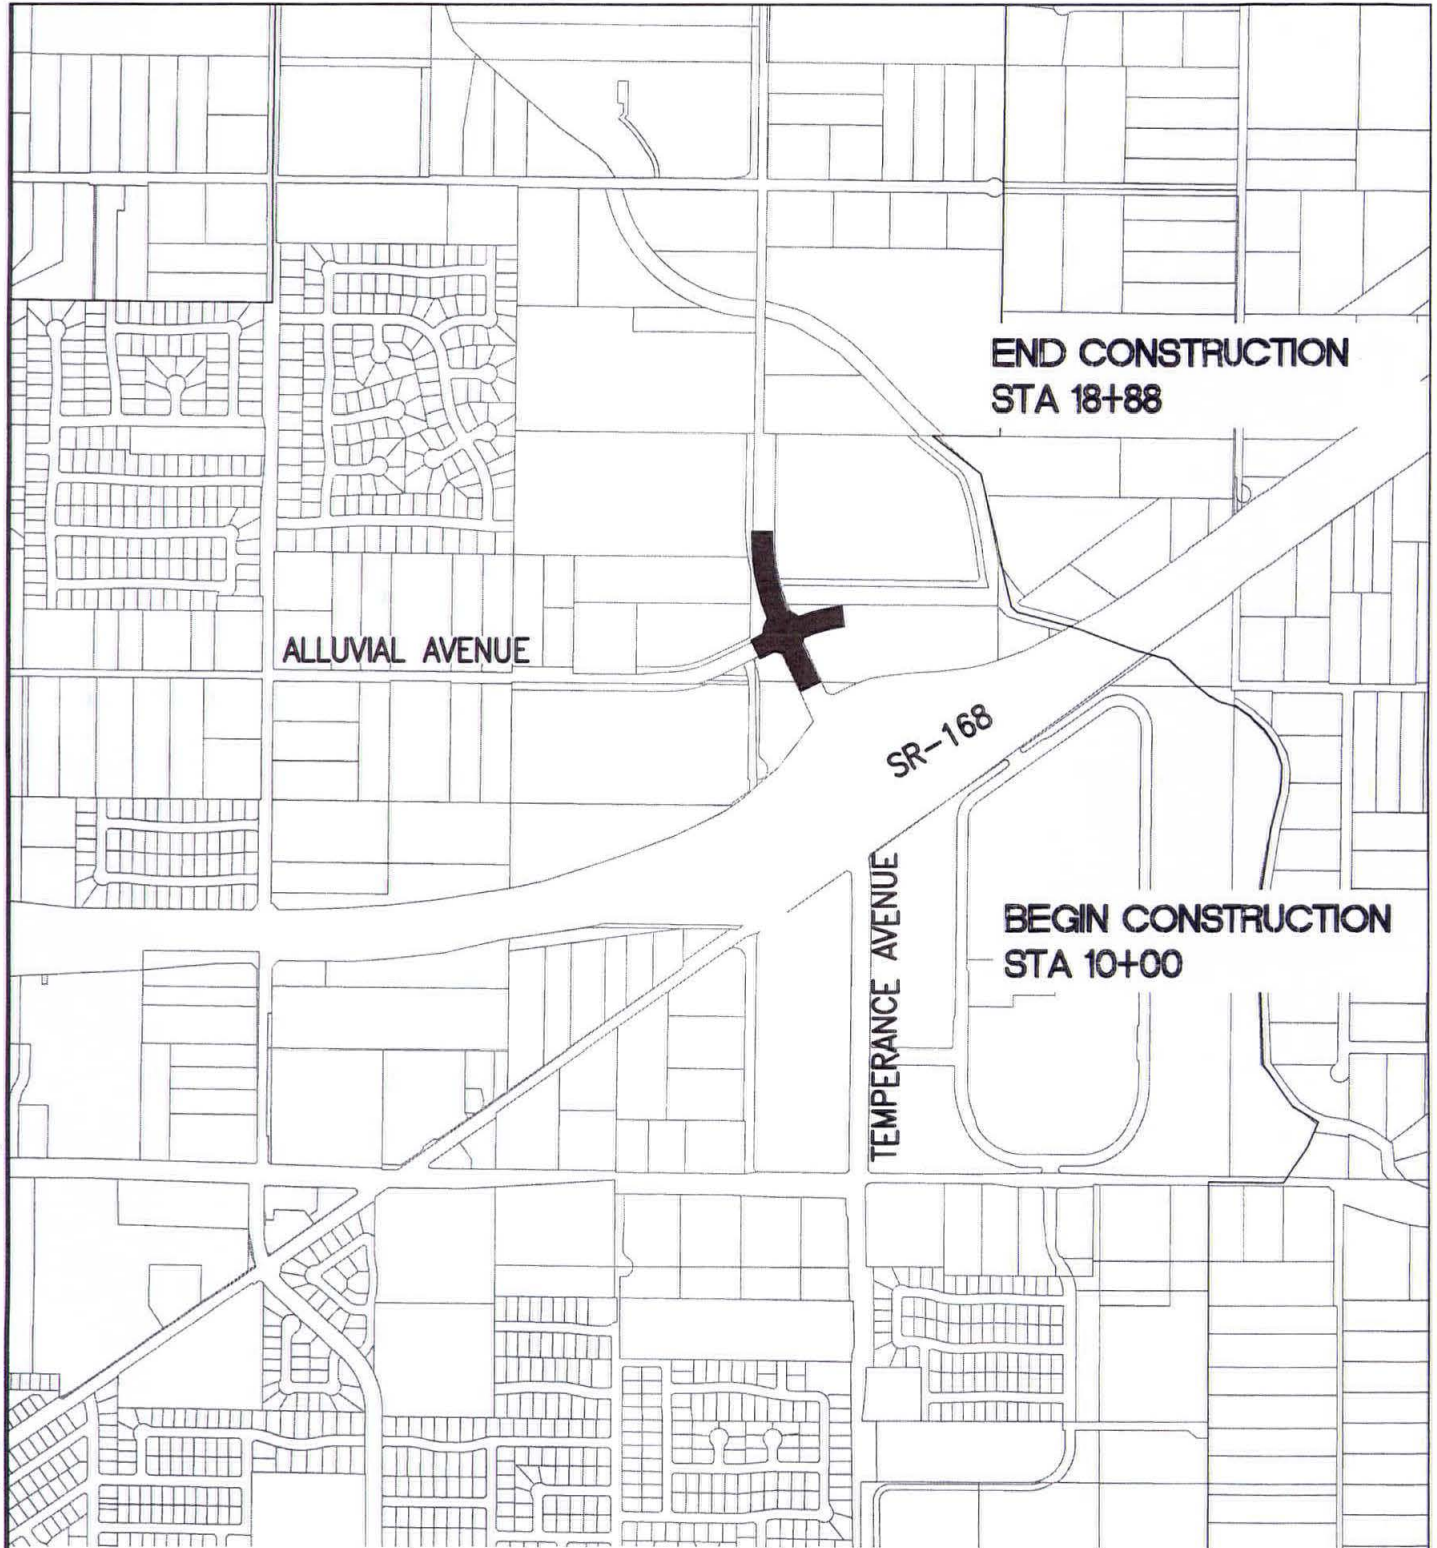 END CONSTRUCTION
STA 18+88
ALLUVIAL AVENUE
SR-168
TEMPERANCE AVENUE
BEGIN CONSTRUCTION
STA 10+00